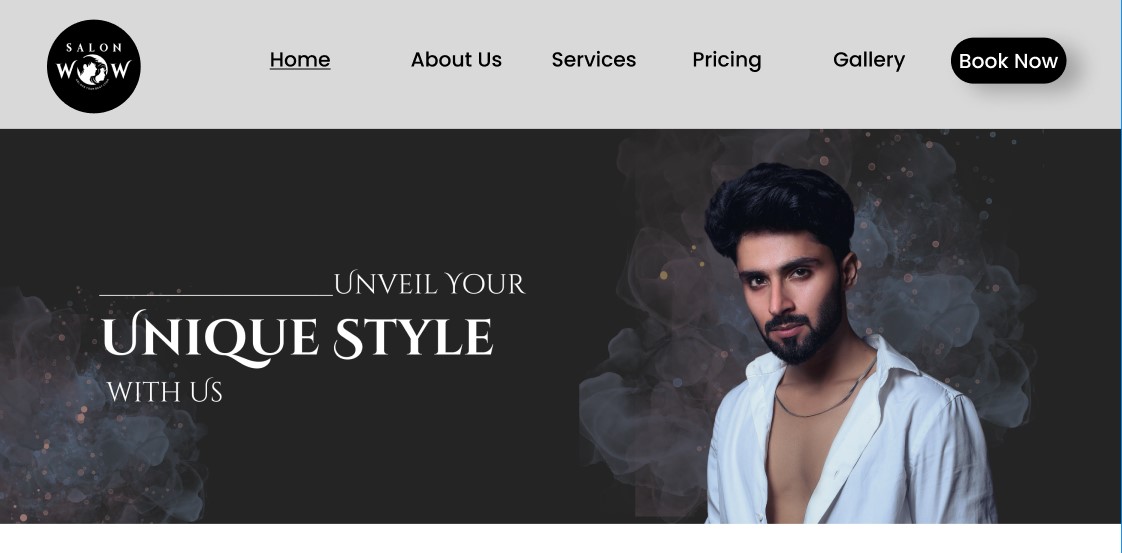 SALON
WOW
Home
About Us
Services
Pricing
Gallery
Book Now
UNVEIL YOUR
UNIQUE STYLE
WITH US